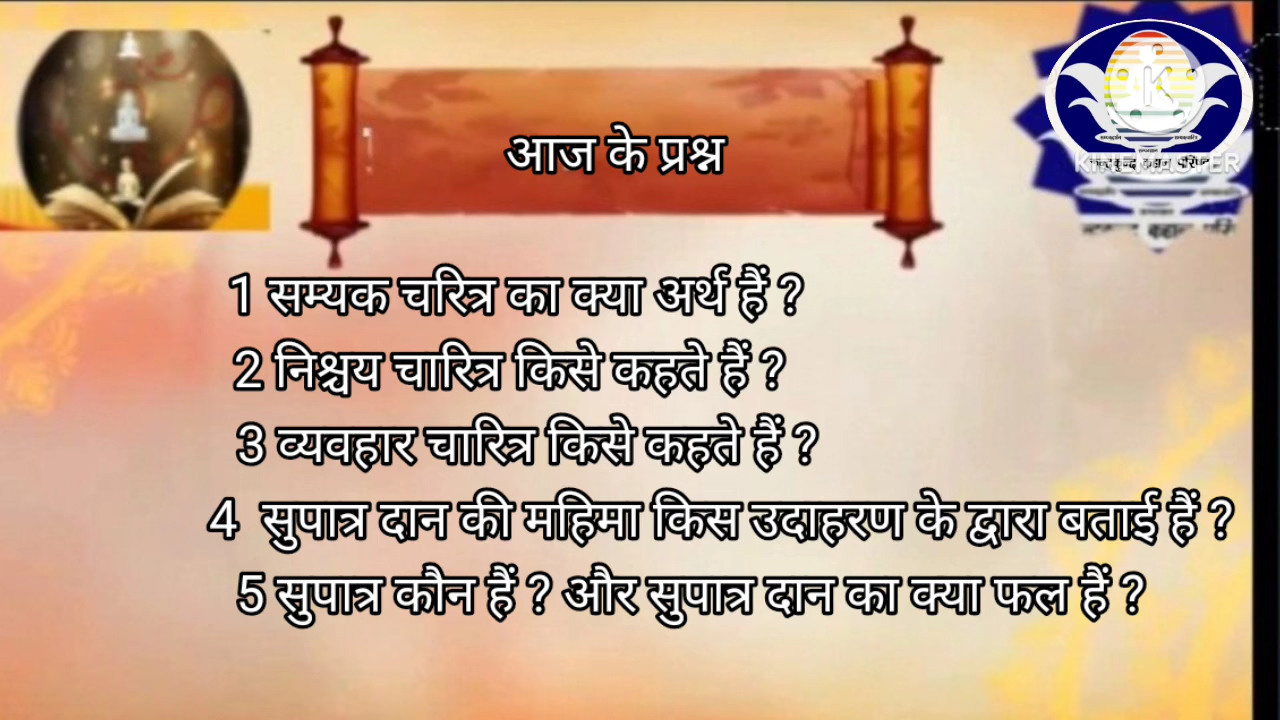 आज के प्रश्न
KINEMASTER
1 सम्यक चरित्र का क्या अर्थ हैं ?
2 निश्चय चारित्र किसे कहते हैं ?
3 व्यवहार चारित्र किसे कहते हैं ?
4 सुपात्र दान की महिमा किस उदाहरण के द्वारा बताई हैं ?
5 सुपात्र कौन हैं ? और सुपात्र दान का क्या फल हैं ?